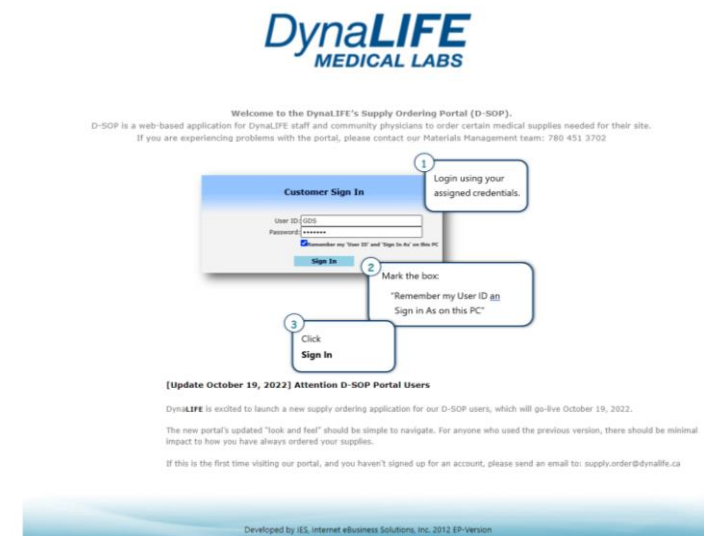 DynaLIFE
MEDICAL LABS
Welcome to the DynaLIFE's Supply Ordering Portal (D-SOP).
D-SOP is a web-based application for DynaLIFE staff and community physicians to order certain medical supplies needed for their site.
If you are experiencing problems with the portal, please contact our Materials Management team: 780 451 3702
1
Login using your
assigned credentials.
Customer Sign In
User ID: GDS
Password: •••••••
Remember my 'User ID' and 'Sign In As' on this PC
Sign In
2
Mark the box:
"Remember my User ID an
Sign in As on this PC"
3
Click
Sign In
[Update October 19, 2022] Attention D-SOP Portal Users
DynaLIFE is excited to launch a new supply ordering application for our D-SOP users, which will go-live October 19, 2022.
The new portal's updated "look and feel" should be simple to navigate. For anyone who used the previous version, there should be minimal
impact to how you have always ordered your supplies.
If this is the first time visiting our portal, and you haven't signed up for an account, please send an email to: supply.order@dynalife.ca
Developed by IES, Internet eBusiness Solutions, Inc. 2012 EP-Version